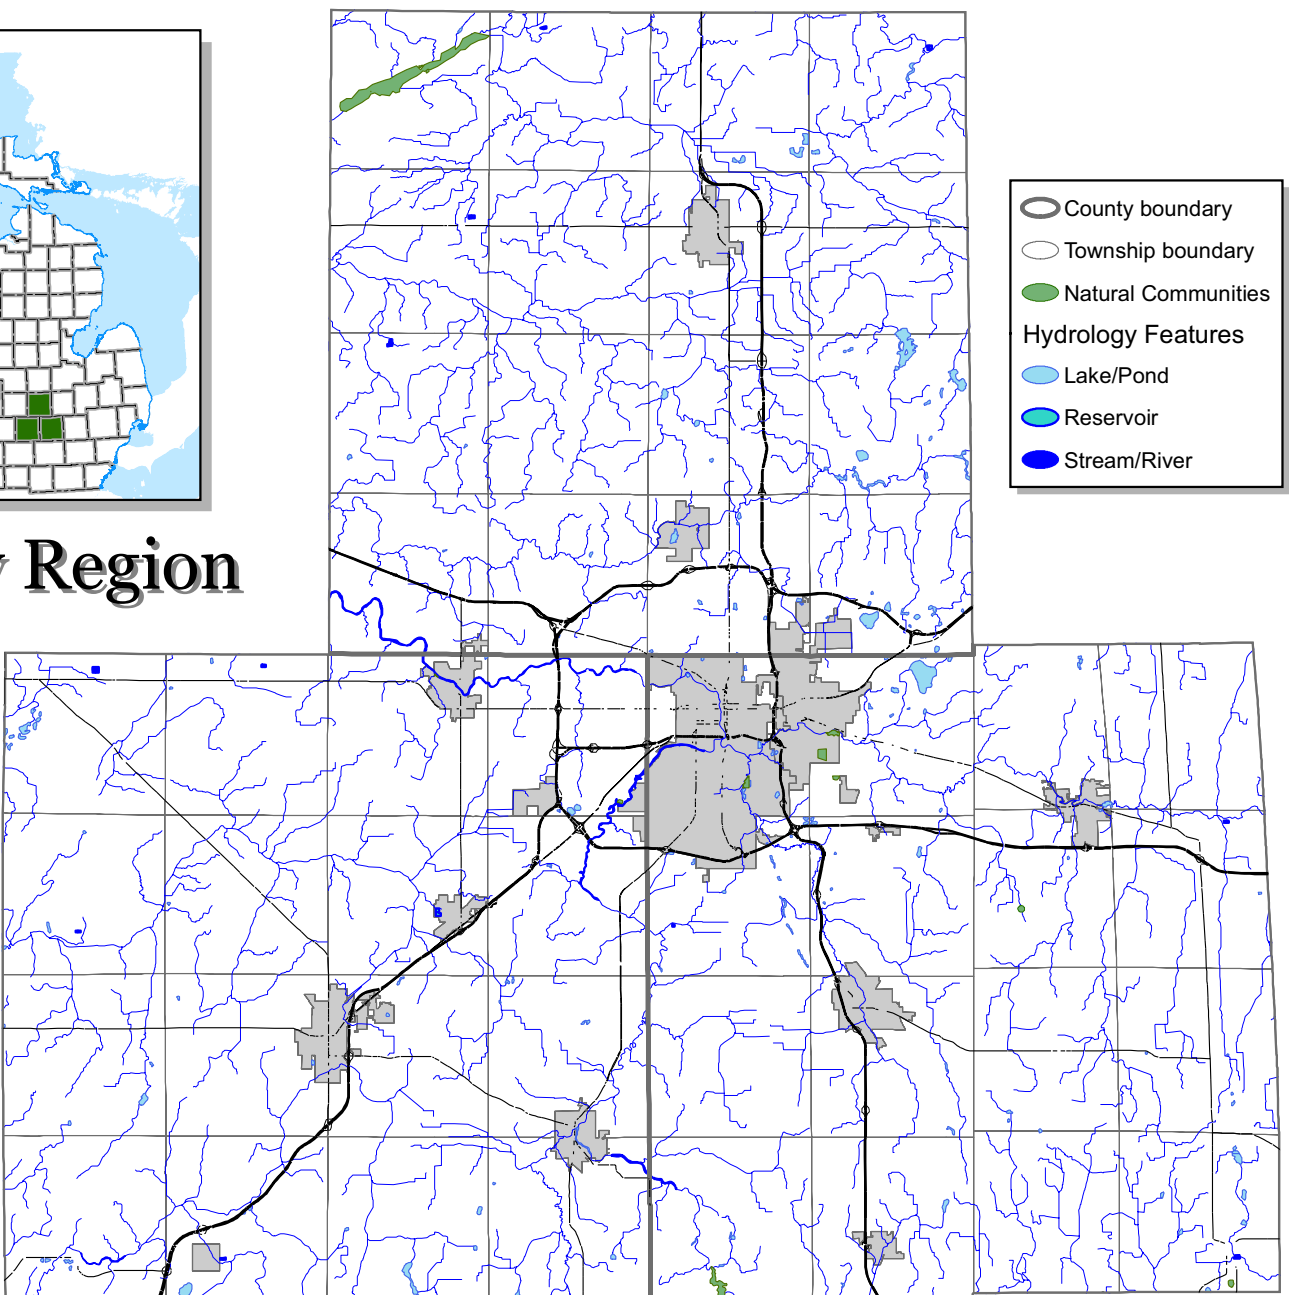 County boundary
Township boundary
Natural Communities
Hydrology Features
Lake/Pond
Reservoir
Stream/River
Region